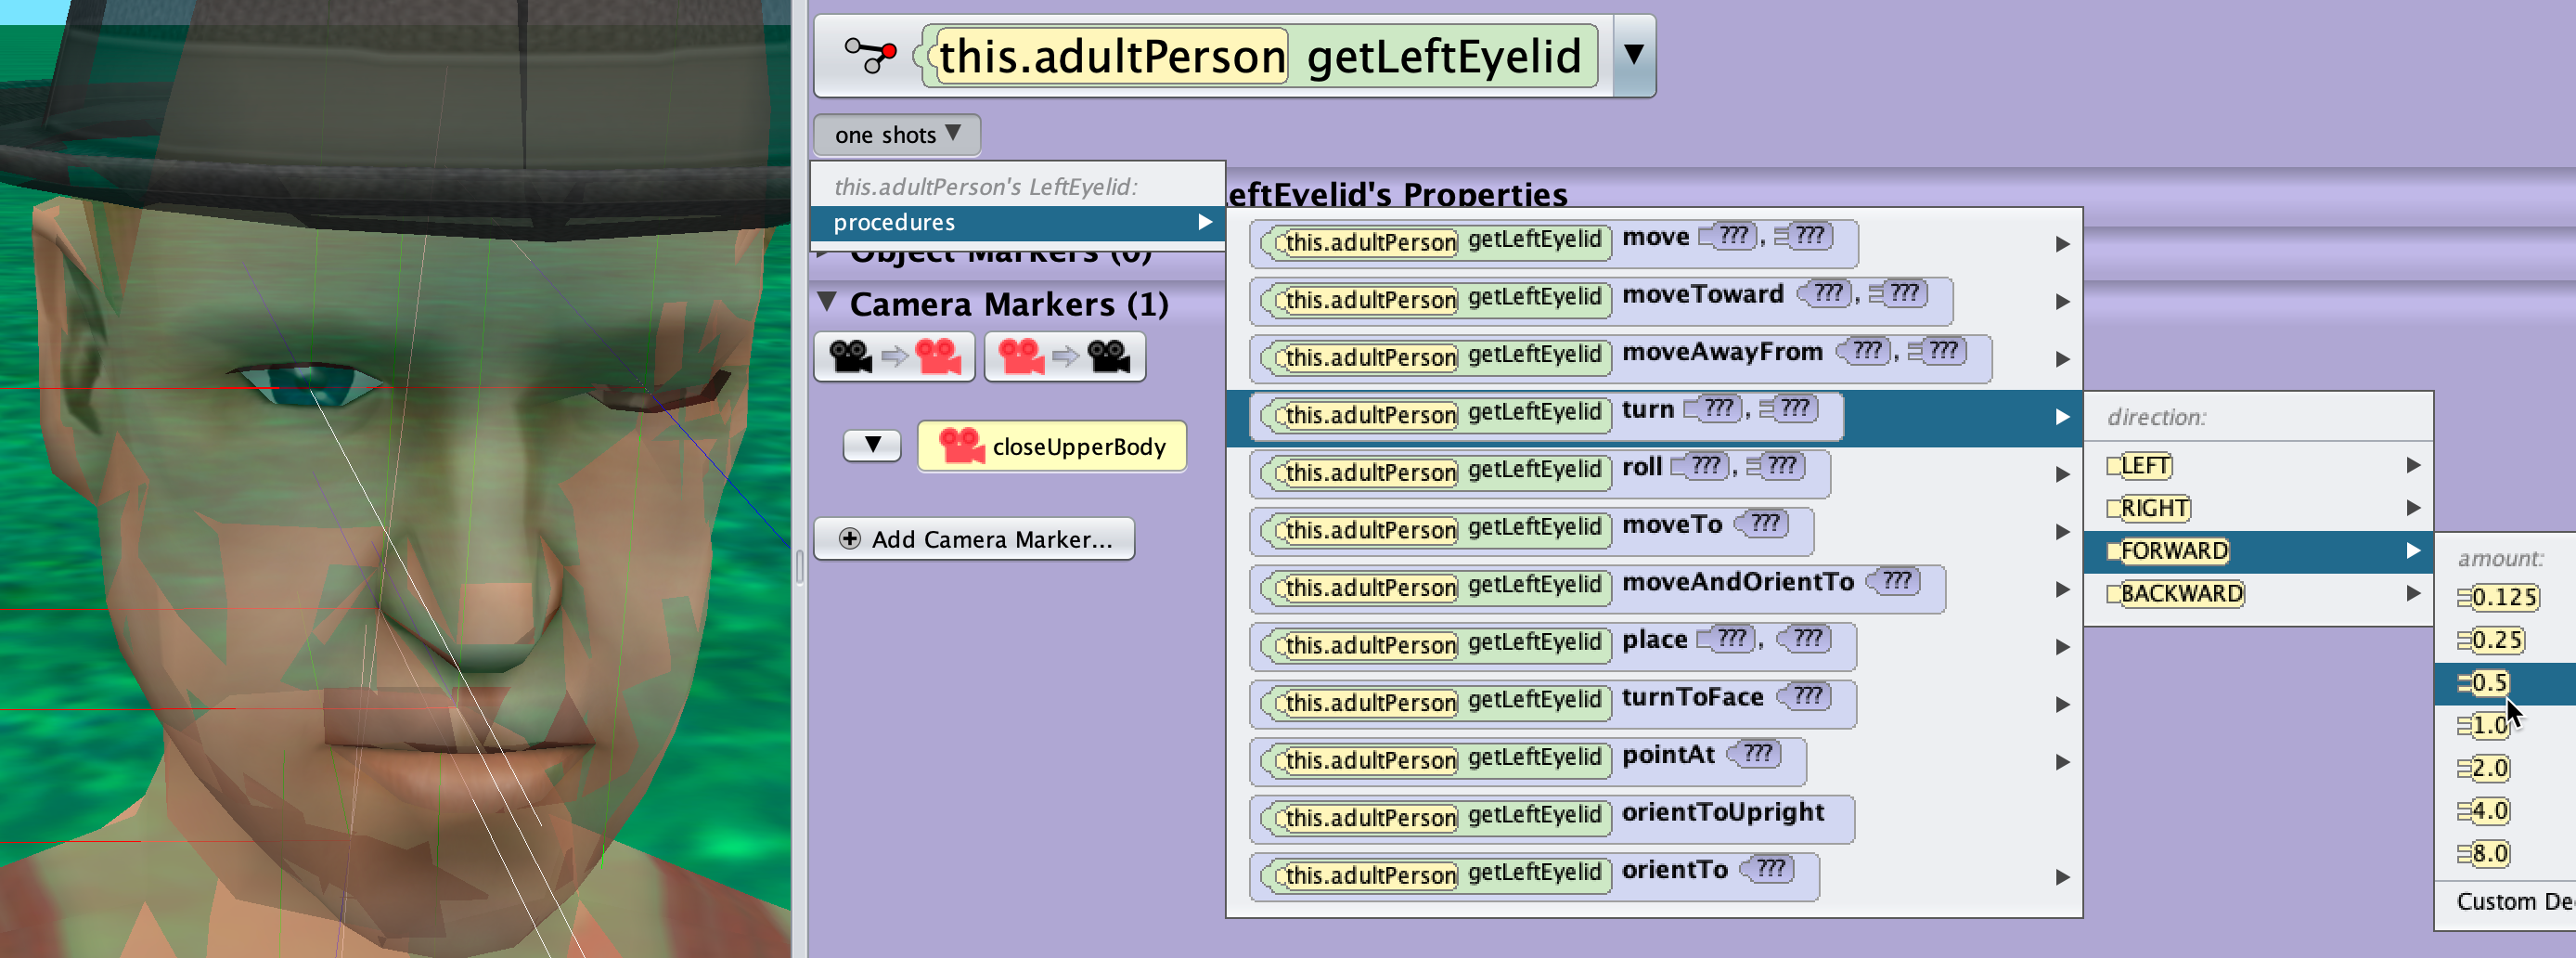 this.adultPerson getLeftEyelid
one shots
this.adultPerson's LeftEyelid:
procedures
eftEyelid's Properties
Object Markers (0)
Camera Markers (1)
closeUpperBody
Add Camera Marker...
this.adultPerson getLeftEyelid move ???, ???
this.adultPerson getLeftEyelid moveToward ???, ???
this.adultPerson getLeftEyelid moveAwayFrom ???, ???
this.adultPerson getLeftEyelid turn ???, ???
this.adultPerson getLeftEyelid roll ???, ???
this.adultPerson getLeftEyelid moveTo ???
this.adultPerson getLeftEyelid moveAndOrientTo ???
this.adultPerson getLeftEyelid place ???, ???
this.adultPerson getLeftEyelid turnToFace ???
this.adultPerson getLeftEyelid pointAt ???
this.adultPerson getLeftEyelid orientToUpright
this.adultPerson getLeftEyelid orientTo ???
direction:
LEFT
RIGHT
FORWARD
BACKWARD
amount:
0.125
0.25
0.5
1.0
2.0
4.0
8.0
Custom De